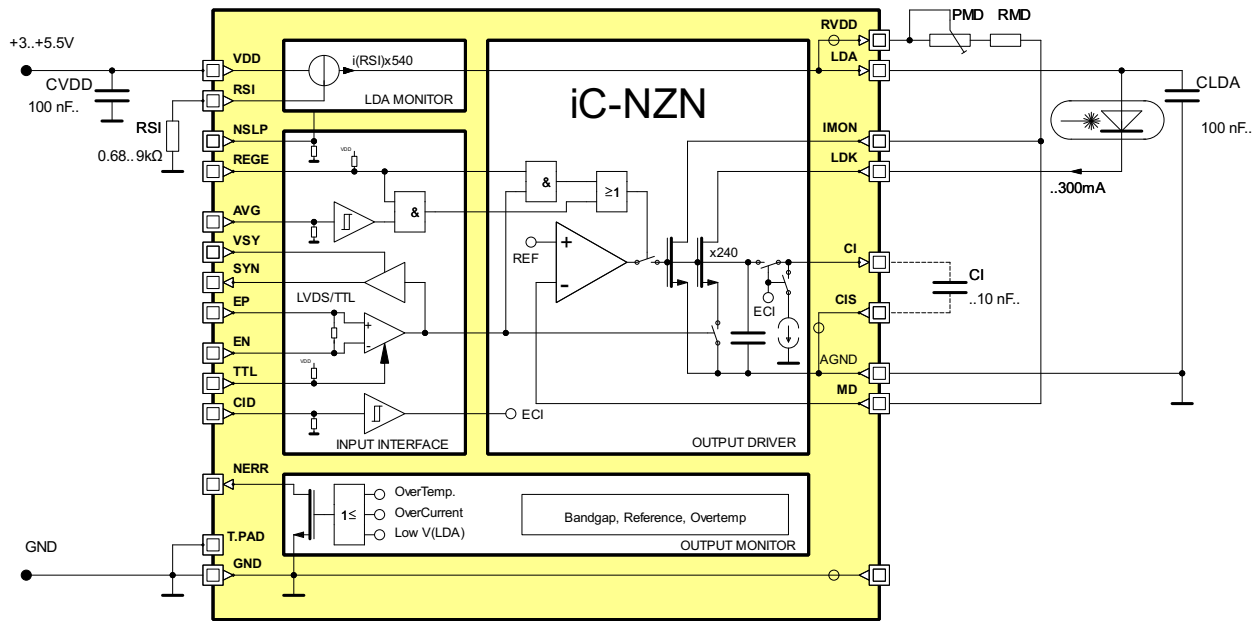 +3..+5.5V
CVDD
100 nF..
RSI
0.68..9kΩ
VDD
RSI
NSLP
REGE
AVG
VSY
SYN
EP
EN
TTL
CID
NERR
T.PAD
GND
GND
i(RSI)x540
LDA MONITOR
VDD
&
LVDS/TTL
+
−
VDD
ECI
INPUT INTERFACE
iC-NZN
&
≥1
REF
+
−
x240
ECI
OUTPUT DRIVER
1≤
OverTemp.
OverCurrent
Low V(LDA)
Bandgap, Reference, Overtemp
OUTPUT MONITOR
RVDD
LDA
IMON
LDK
CI
CIS
AGND
MD
PMD
RMD
CLDA
100 nF..
..300mA
CI
..10 nF..